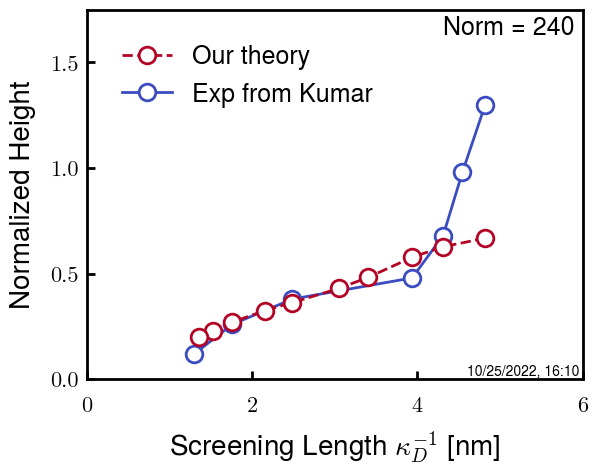 Norm = 240
Our theory
Exp from Kumar
Normalized Height
1.5
1.0
0.5
0.0
10/25/2022, 16:10
0 2 4 6
Screening Length κ_D^{-1} [nm]